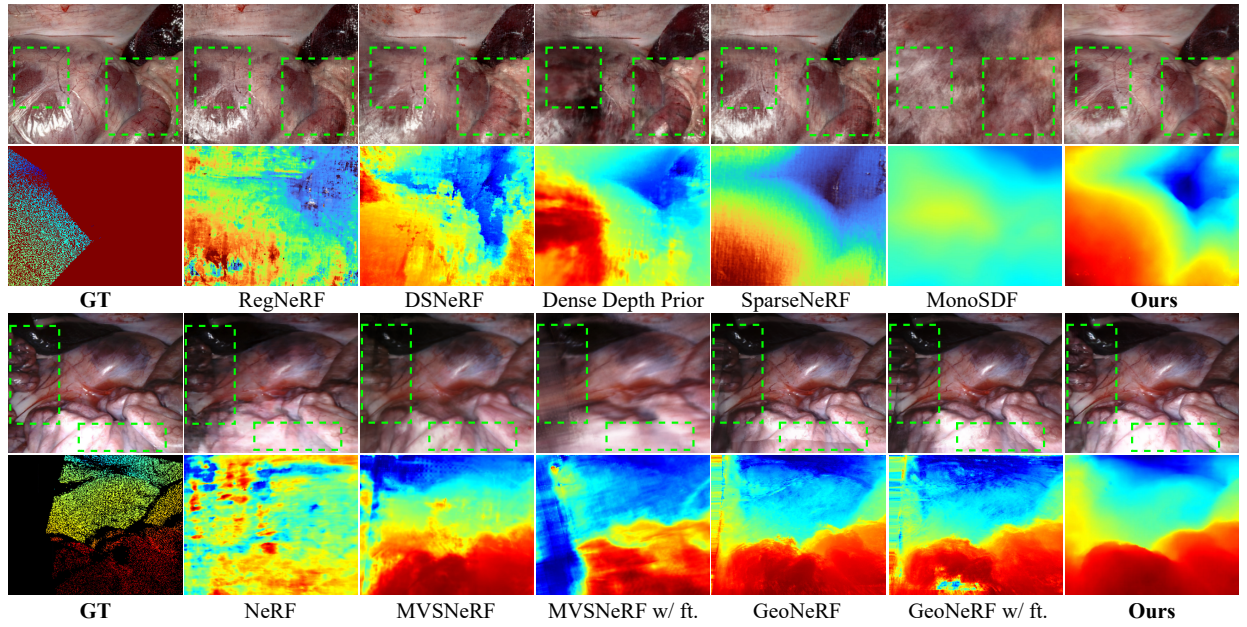 GT RegNeRF DSNeRF Dense Depth Prior SparseNeRF MonoSDF Ours
GT NeRF MVSNeRF MVSNeRF w/ ft. GeoNeRF GeoNeRF w/ ft. Ours